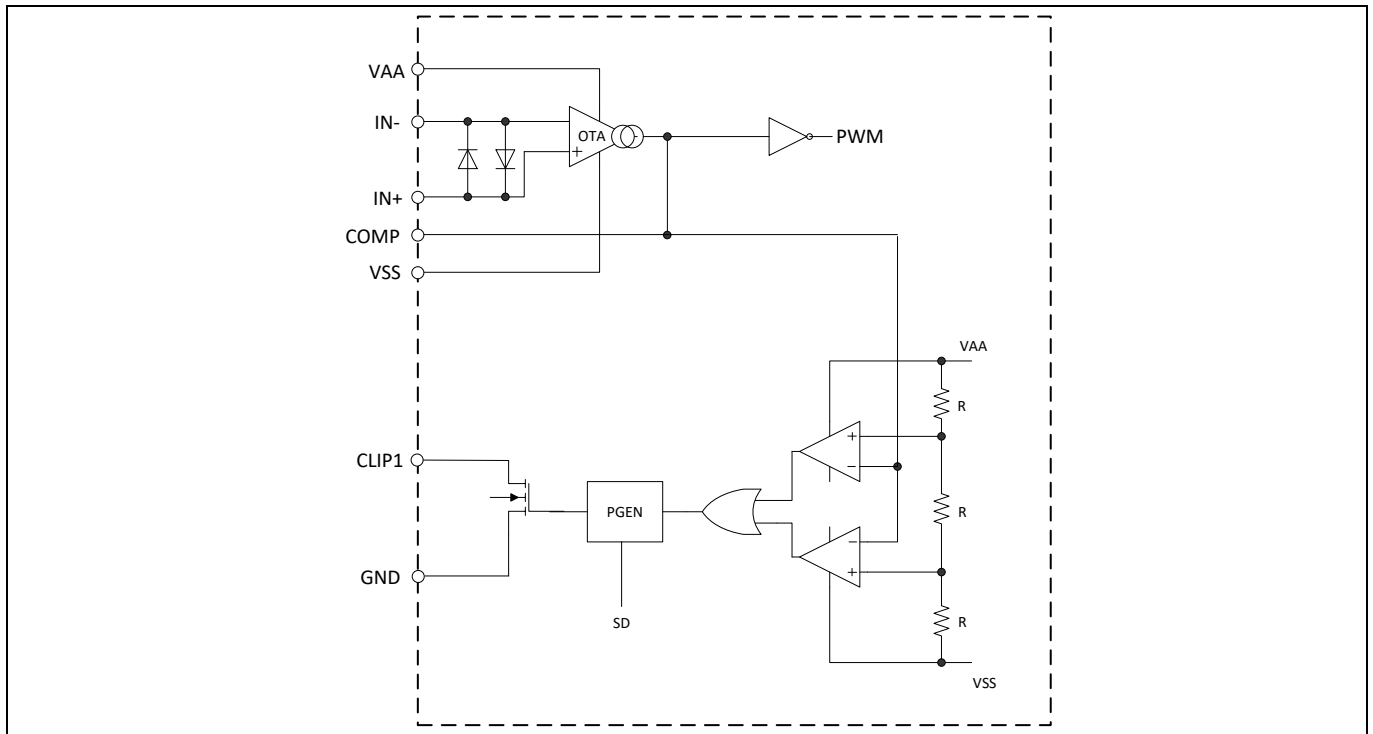 VAA
IN-
OTA
+
PWM
IN+
COMP
VSS
VAA
R
+
−
CLIP1
PGEN
R
−
GND
+
SD
R
VSS